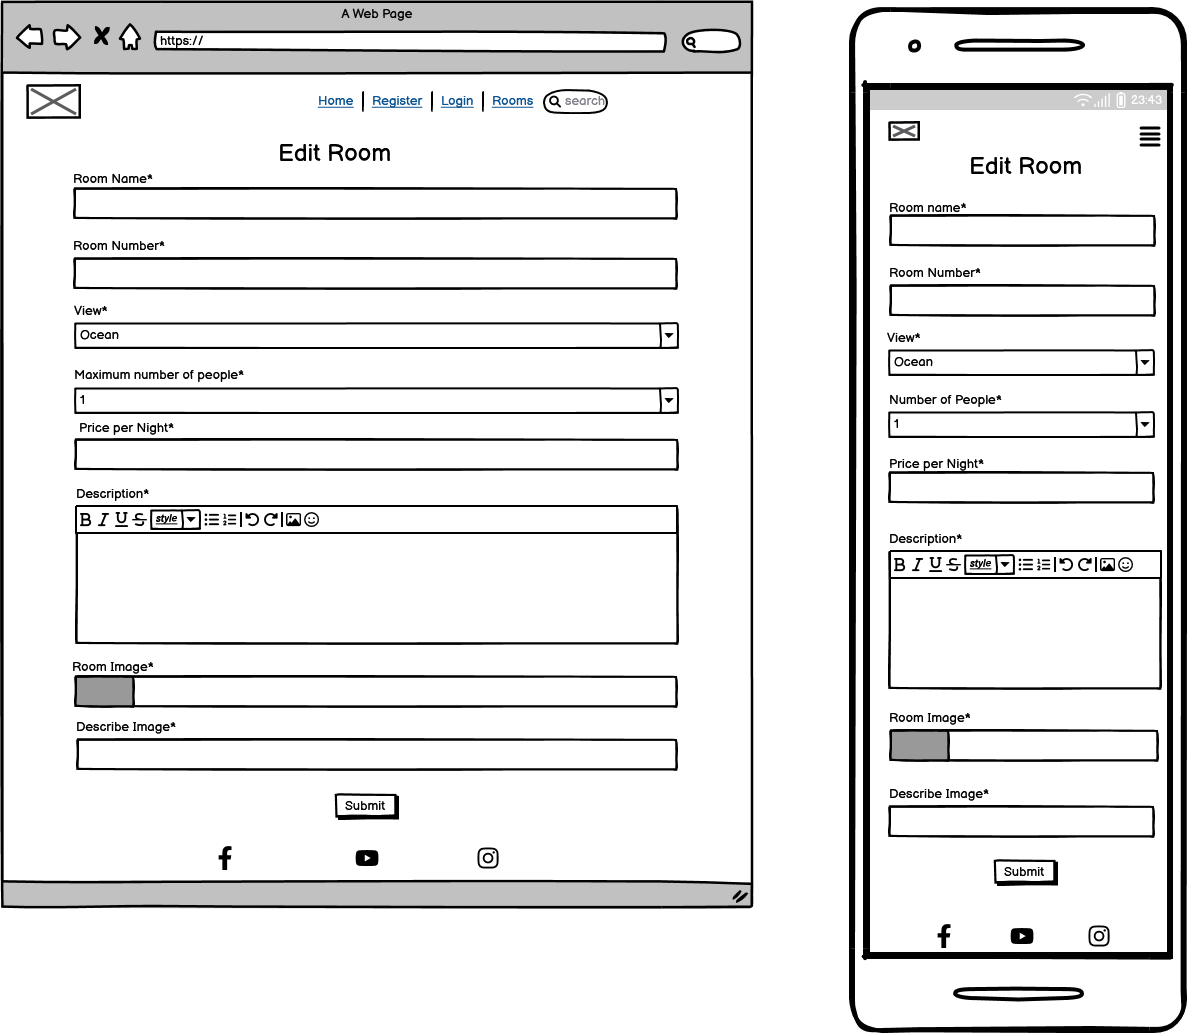 A Web Page
https://
Home Register Login Rooms search
Edit Room
Room Name*
Room Number*
View*
Ocean
Maximum number of people*
1
Price per Night*
Description*
B I U S style
Room Image*
Describe Image*
Submit
23:43
Edit Room
Room name*
Room Number*
View*
Ocean
Number of People*
1
Price per Night*
Description*
B I U S style
Room Image*
Describe Image*
Submit